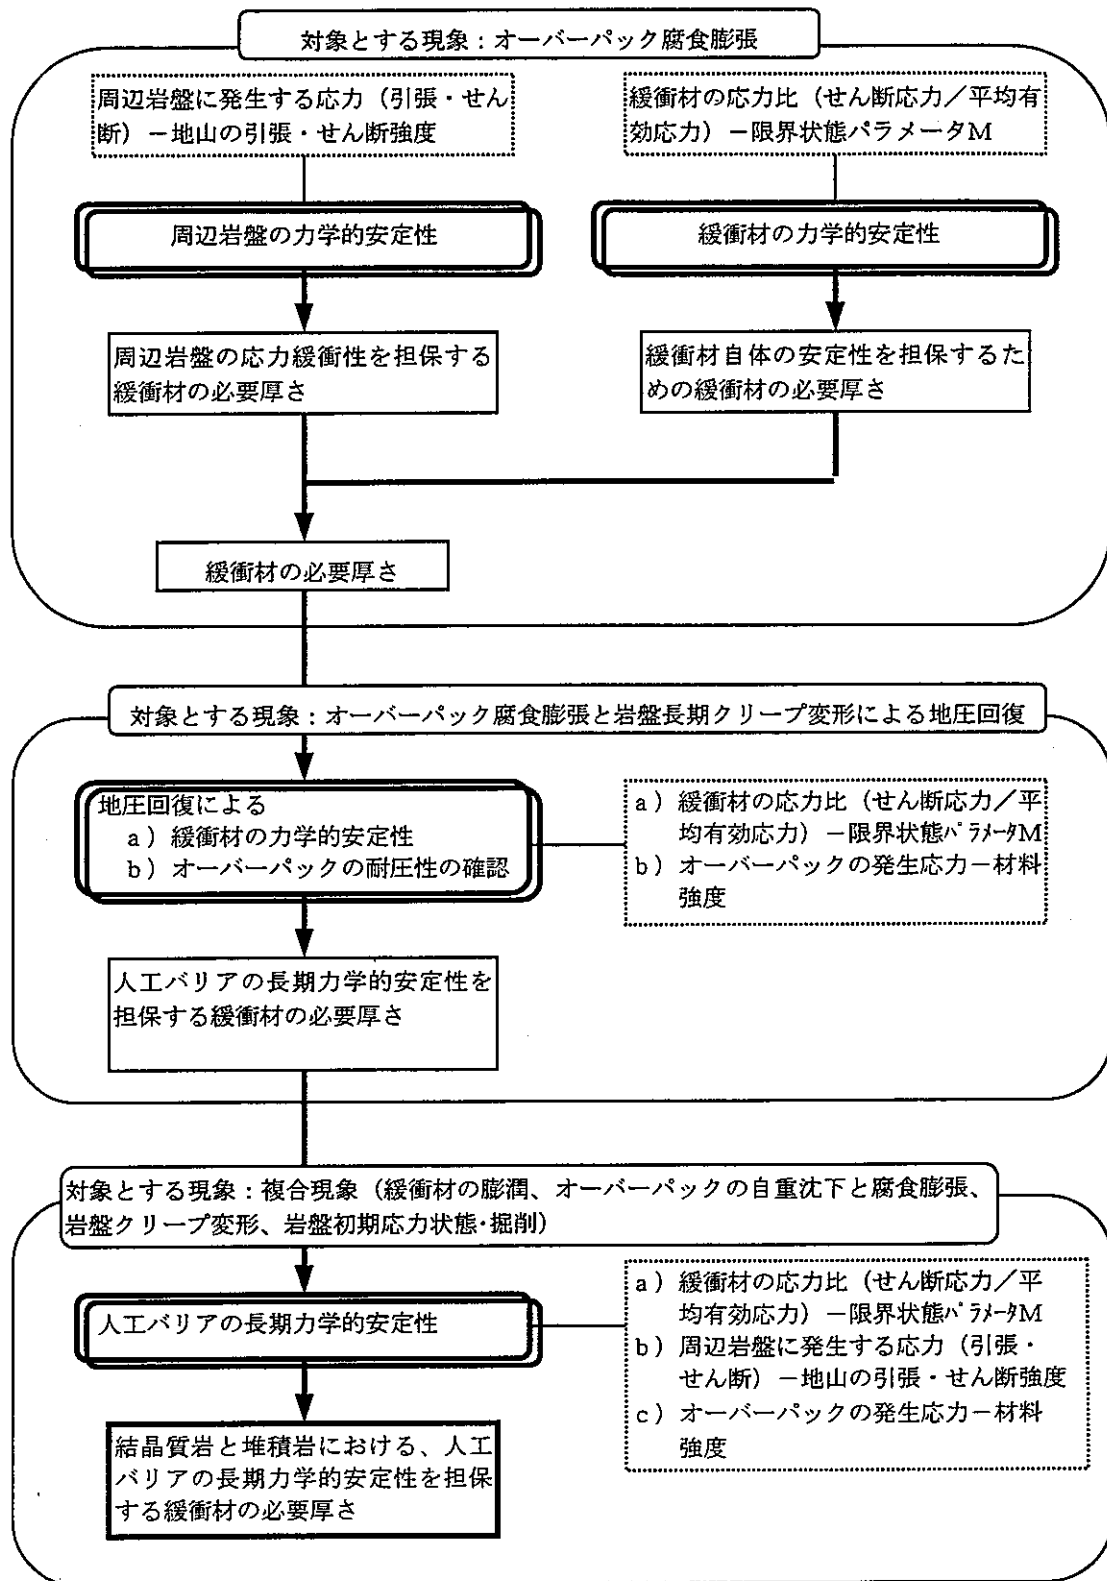 対象とする現象：オーバーパック腐食膨張
周辺岩盤に発生する応力（引張・せん
断）－地山の引張・せん断強度
緩衝材の応力比（せん断応力／平均有
効応力）－限界状態パラメータM
周辺岩盤の力学的安定性
緩衝材の力学的安定性
周辺岩盤の応力緩衝性を担保する
緩衝材の必要厚さ
緩衝材自体の安定性を担保するた
めの緩衝材の必要厚さ
緩衝材の必要厚さ
対象とする現象：オーバーパック腐食膨張と岩盤長期クリープ変形による地圧回復
地圧回復による
a）緩衝材の力学的安定性
b）オーバーパックの耐圧性の確認
a）緩衝材の応力比（せん断応力／平
均有効応力）－限界状態ﾊﾟﾗﾒｰﾀM
b）オーバーパックの発生応力－材料
強度
人工バリアの長期力学的安定性を
担保する緩衝材の必要厚さ
対象とする現象：複合現象（緩衝材の膨潤、オーバーパックの自重沈下と腐食膨張、
岩盤クリープ変形、岩盤初期応力状態･掘削）
人工バリアの長期力学的安定性
a）緩衝材の応力比（せん断応力／平
均有効応力）－限界状態ﾊﾟﾗﾒｰﾀM
b）周辺岩盤に発生する応力（引張・
せん断）－地山の引張・せん断強度
c）オーバーパックの発生応力－材料
強度
結晶質岩と堆積岩における、人工
バリアの長期力学的安定性を担保
する緩衝材の必要厚さ